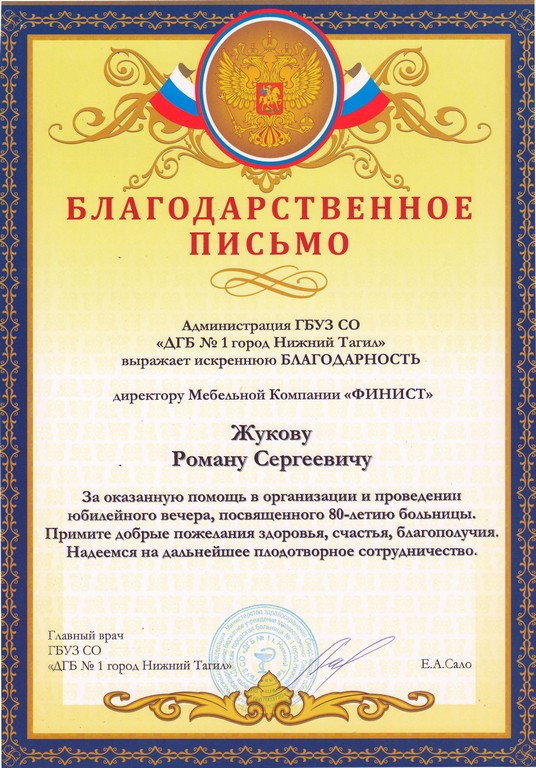 БЛАГОДАРСТВЕННОЕ
ПИСЬМО
Администрация ГБУЗ СО
«ДГБ № 1 город Нижний Тагил»
выражает искреннюю БЛАГОДАРНОСТЬ
директору Мебельной Компании «ФИНИСТ»
Жукову
Роману Сергеевичу
За оказанную помощь в организации и проведении
юбилейного вечера, посвященного 80-летию больницы.
Примите добрые пожелания здоровья, счастья, благополучия.
Надеемся на дальнейшее плодотворное сотрудничество.
Главный врач
ГБУЗ СО
«ДГБ № 1 город Нижний Тагил»
Е.А.Сало